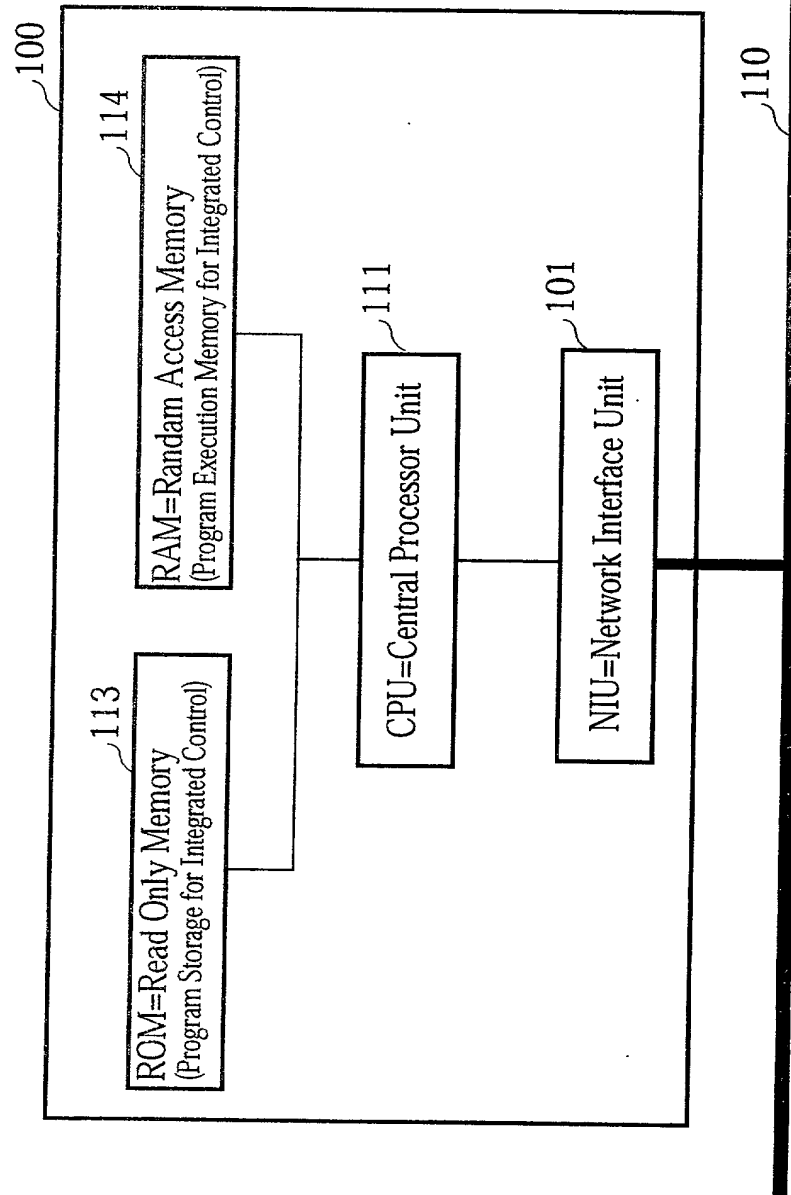 100
113
ROM=Read Only Memory
(Program Storage for Integrated Control)
114
RAM=Randam Access Memory
(Program Execution Memory for Integrated Control)
111
CPU=Central Processor Unit
101
NIU=Network Interface Unit
110